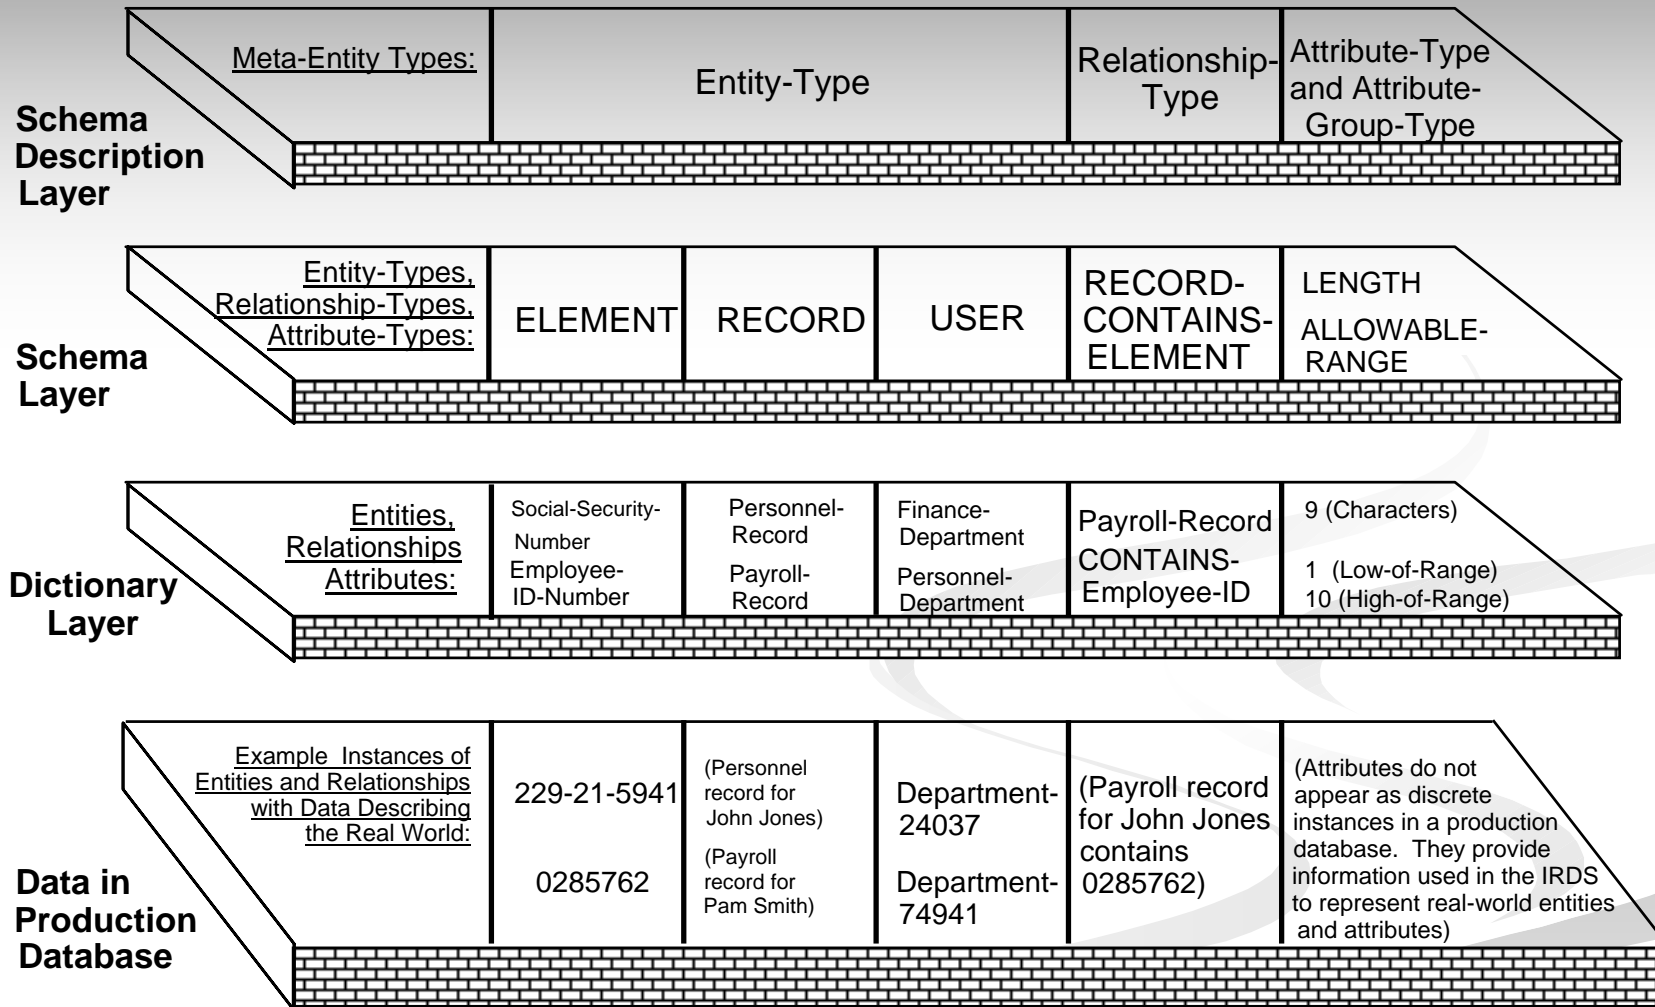 Schema
Description
Layer
Meta-Entity Types:
Entity-Type
Relationship-
Type
Attribute-Type
and Attribute-
Group-Type
Schema
Layer
Entity-Types,
Relationship-Types,
Attribute-Types:
ELEMENT
RECORD
USER
RECORD-
CONTAINS-
ELEMENT
LENGTH
ALLOWABLE-
RANGE
Dictionary
Layer
Entities,
Relationships
Attributes:
Social-Security-
Number
Employee-
ID-Number
Personnel-
Record
Payroll-
Record
Finance-
Department
Personnel-
Department
Payroll-Record
CONTAINS-
Employee-ID
9 (Characters)
1 (Low-of-Range)
10 (High-of-Range)
Data in
Production
Database
Example Instances of
Entities and Relationships
with Data Describing
the Real World:
229-21-5941
0285762
(Personnel
record for
John Jones)
(Payroll
record for
Pam Smith)
Department-
24037
Department-
74941
(Payroll record
for John Jones
contains
0285762)
(Attributes do not
appear as discrete
instances in a production
database. They provide
information used in the IRDS
to represent real-world entities
and attributes)